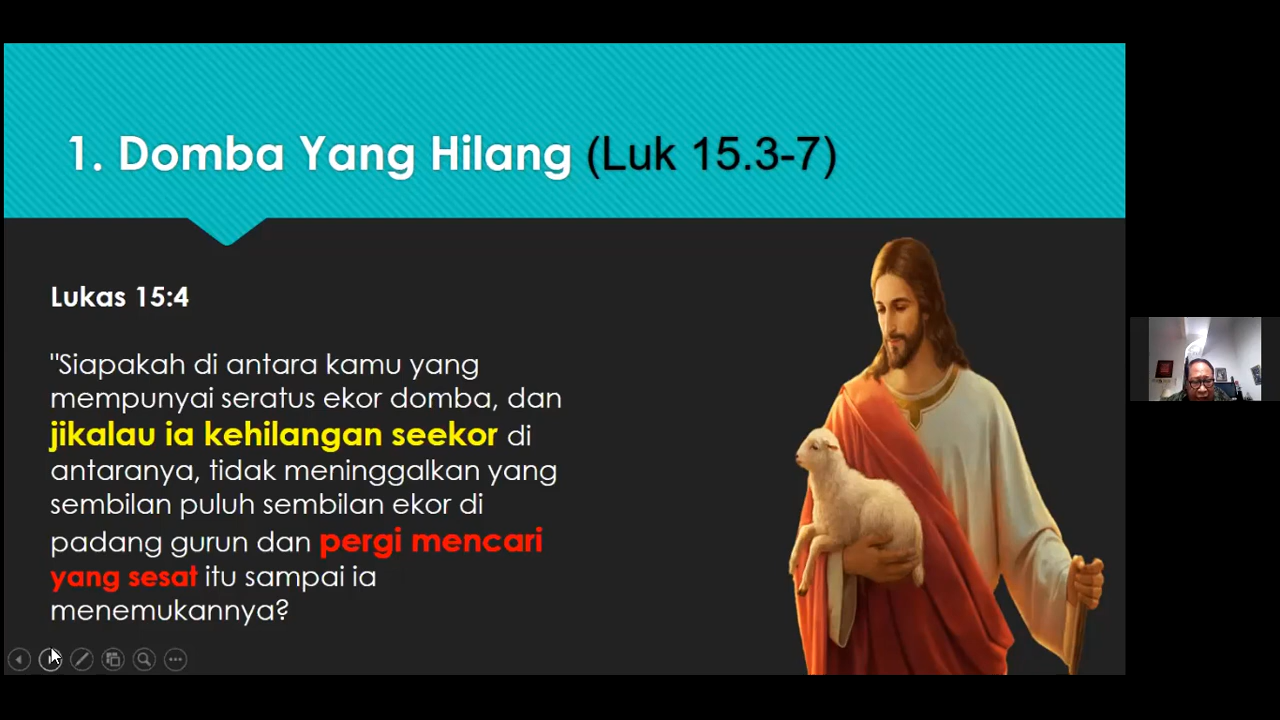 1. Domba Yang Hilang (Luk 15.3-7)
Lukas 15:4
"Siapakah di antara kamu yang
mempunyai seratus ekor domba, dan
jikalau ia kehilangan seekor di
antaranya, tidak meninggalkan yang
sembilan puluh sembilan ekor di
padang gurun dan pergi mencari
yang sesat itu sampai ia
menemukannya?